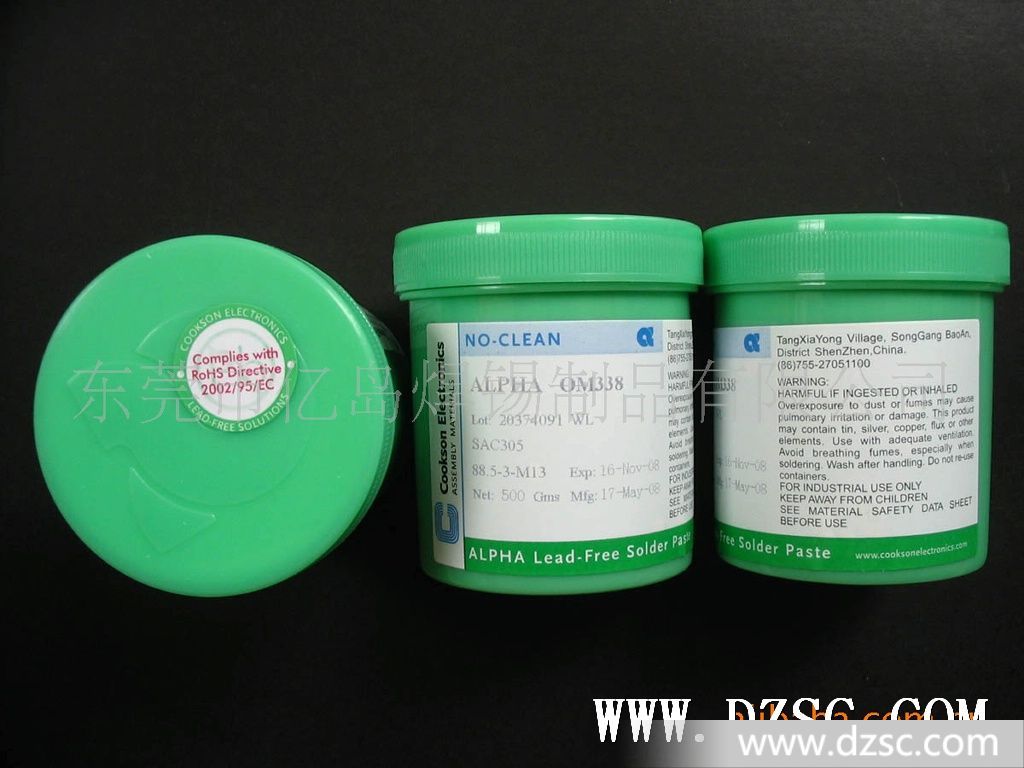 COOKSON ELECTRONICS
Complies with
RoHS Directive
2002/95/EC
LEAD-FREE SOLUTIONS
Cookson Electronics
ASSEMBLY MATERIALS
NO-CLEAN
ALPHA OM338
Lot: 20374091 WL
SAC305
88.5-3-M13 Exp: 16-Nov-08
Net: 500 Gms Mfg: 17-May-08
ALPHA Lead-Free Solder Paste
TangXiaYong Village, SongGang BaoAn,
District ShenZhen,China.
(86)755-27051100
WARNING:
HARMFUL IF INGESTED OR INHALED
Overexposure to dust or fumes may cause
pulmonary irritation or damage. This product
may contain tin, silver, copper, flux or other
elements. Use with adequate ventilation.
Avoid breathing fumes, especially when
soldering. Wash after handling. Do not re-use
containers.
FOR INDUSTRIAL USE ONLY
KEEP AWAY FROM CHILDREN
SEE MATERIAL SAFETY DATA SHEET
BEFORE USE
-Free Solder Paste
www.cooksonelectronics.com
16-Nov-08
17-May-08
东莞市亿岛焊锡制品有限公司
WWW.DZSC.COM
www.dzsc.com